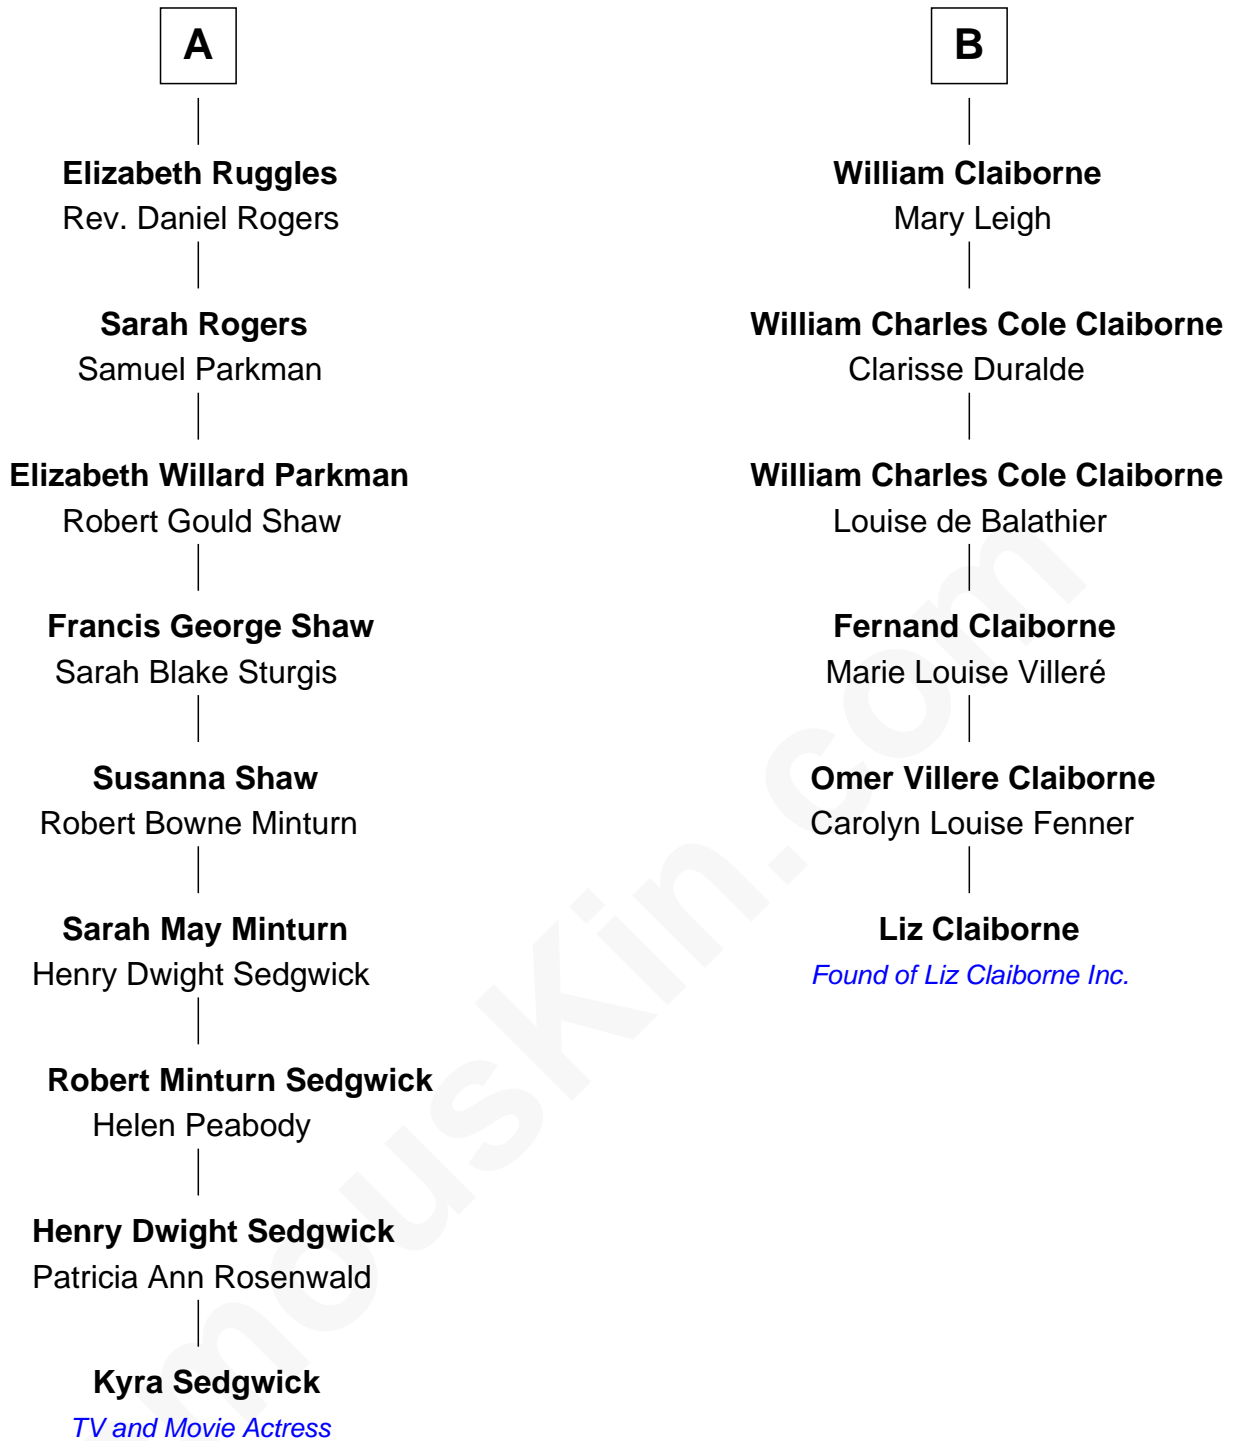 A
Elizabeth Ruggles
Rev. Daniel Rogers
Sarah Rogers
Samuel Parkman
Elizabeth Willard Parkman
Robert Gould Shaw
Francis George Shaw
Sarah Blake Sturgis
Susanna Shaw
Robert Bowne Minturn
Sarah May Minturn
Henry Dwight Sedgwick
Robert Minturn Sedgwick
Helen Peabody
Henry Dwight Sedgwick
Patricia Ann Rosenwald
Kyra Sedgwick
TV and Movie Actress
B
William Claiborne
Mary Leigh
William Charles Cole Claiborne
Clarisse Duralde
William Charles Cole Claiborne
Louise de Balathier
Fernand Claiborne
Marie Louise Villeré
Omer Villere Claiborne
Carolyn Louise Fenner
Liz Claiborne
Found of Liz Claiborne Inc.
mousKin.com